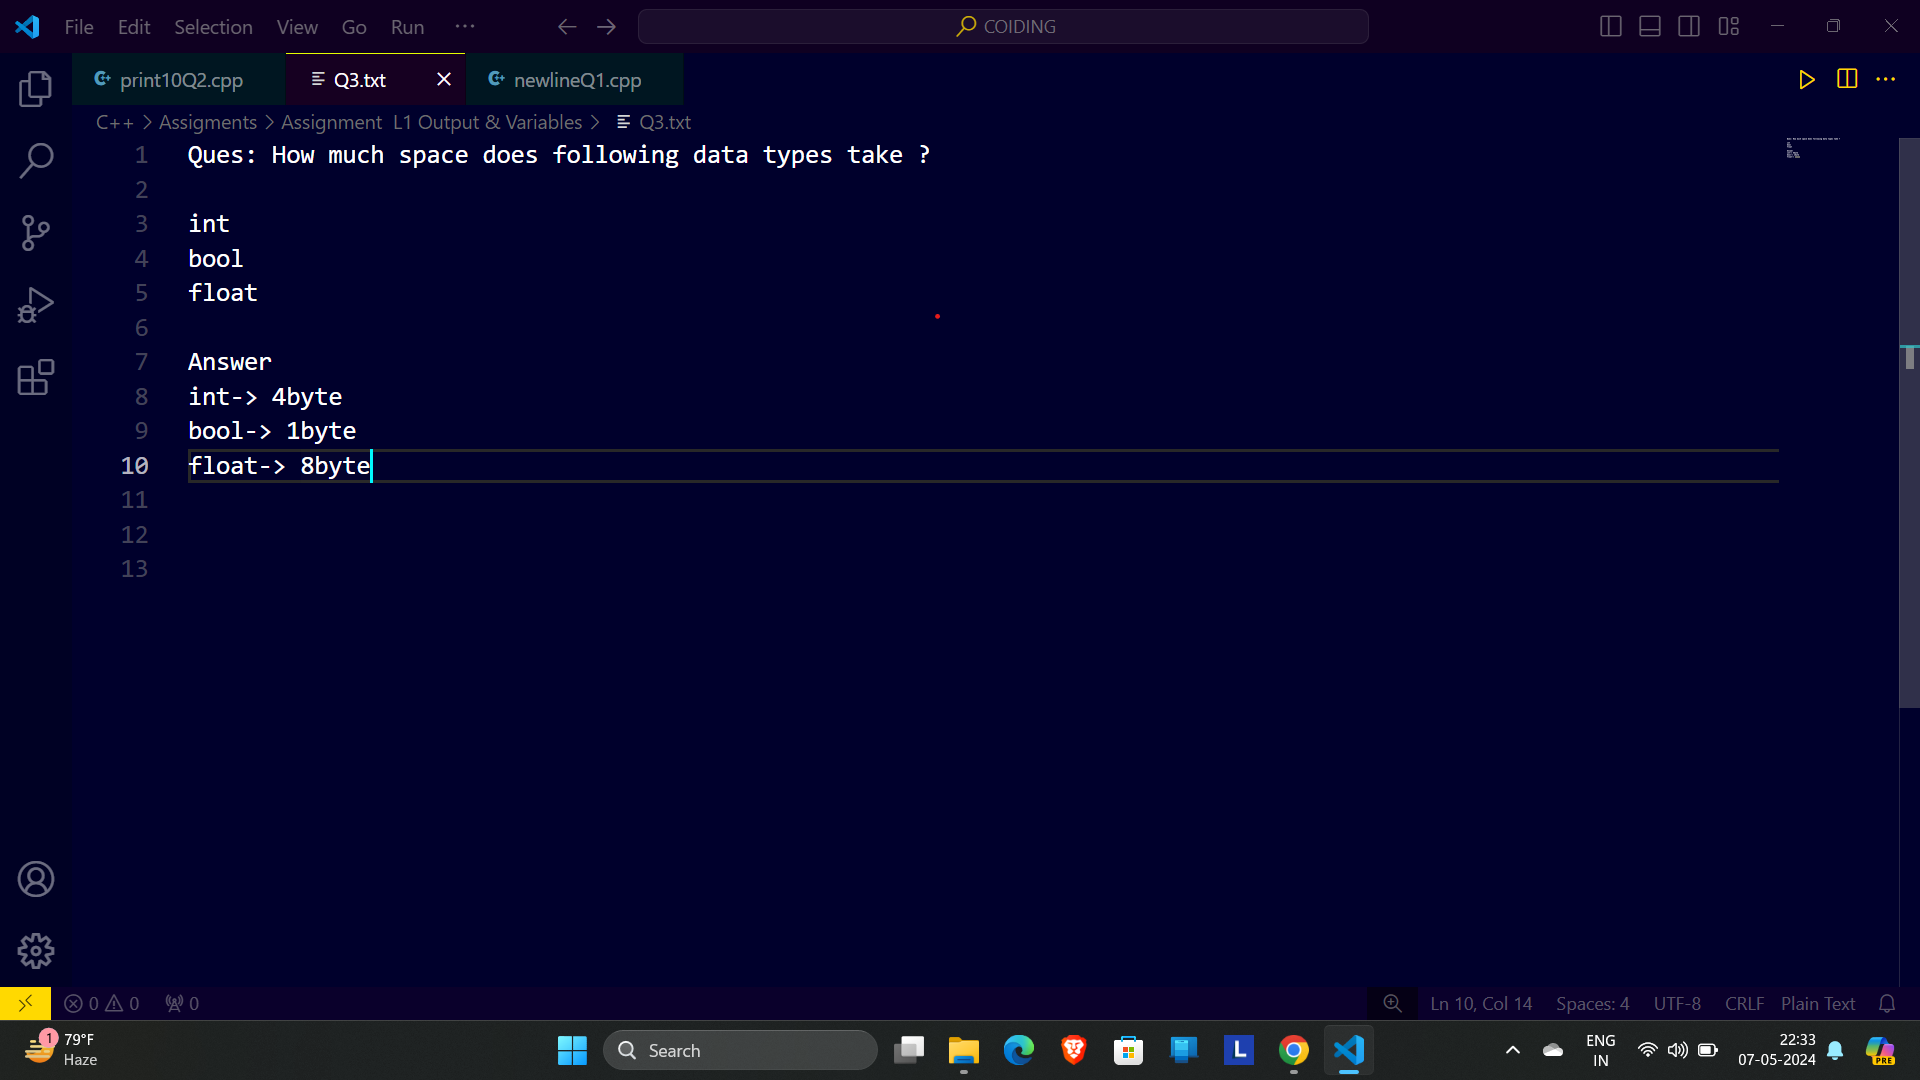 File Edit Selection View Go Run ···
COIDING
print10Q2.cpp
Q3.txt
newlineQ1.cpp
C++ > Assigments > Assignment L1 Output & Variables > Q3.txt
1 Ques: How much space does following data types take ?
2
3 int
4 bool
5 float
6
7 Answer
8 int-> 4byte
9 bool-> 1byte
10 float-> 8byte
11
12
13
0 0 0
Ln 10, Col 14 Spaces: 4 UTF-8 CRLF Plain Text
1
79°F
Haze
Search
L
ENG
IN
22:33
07-05-2024
PRE